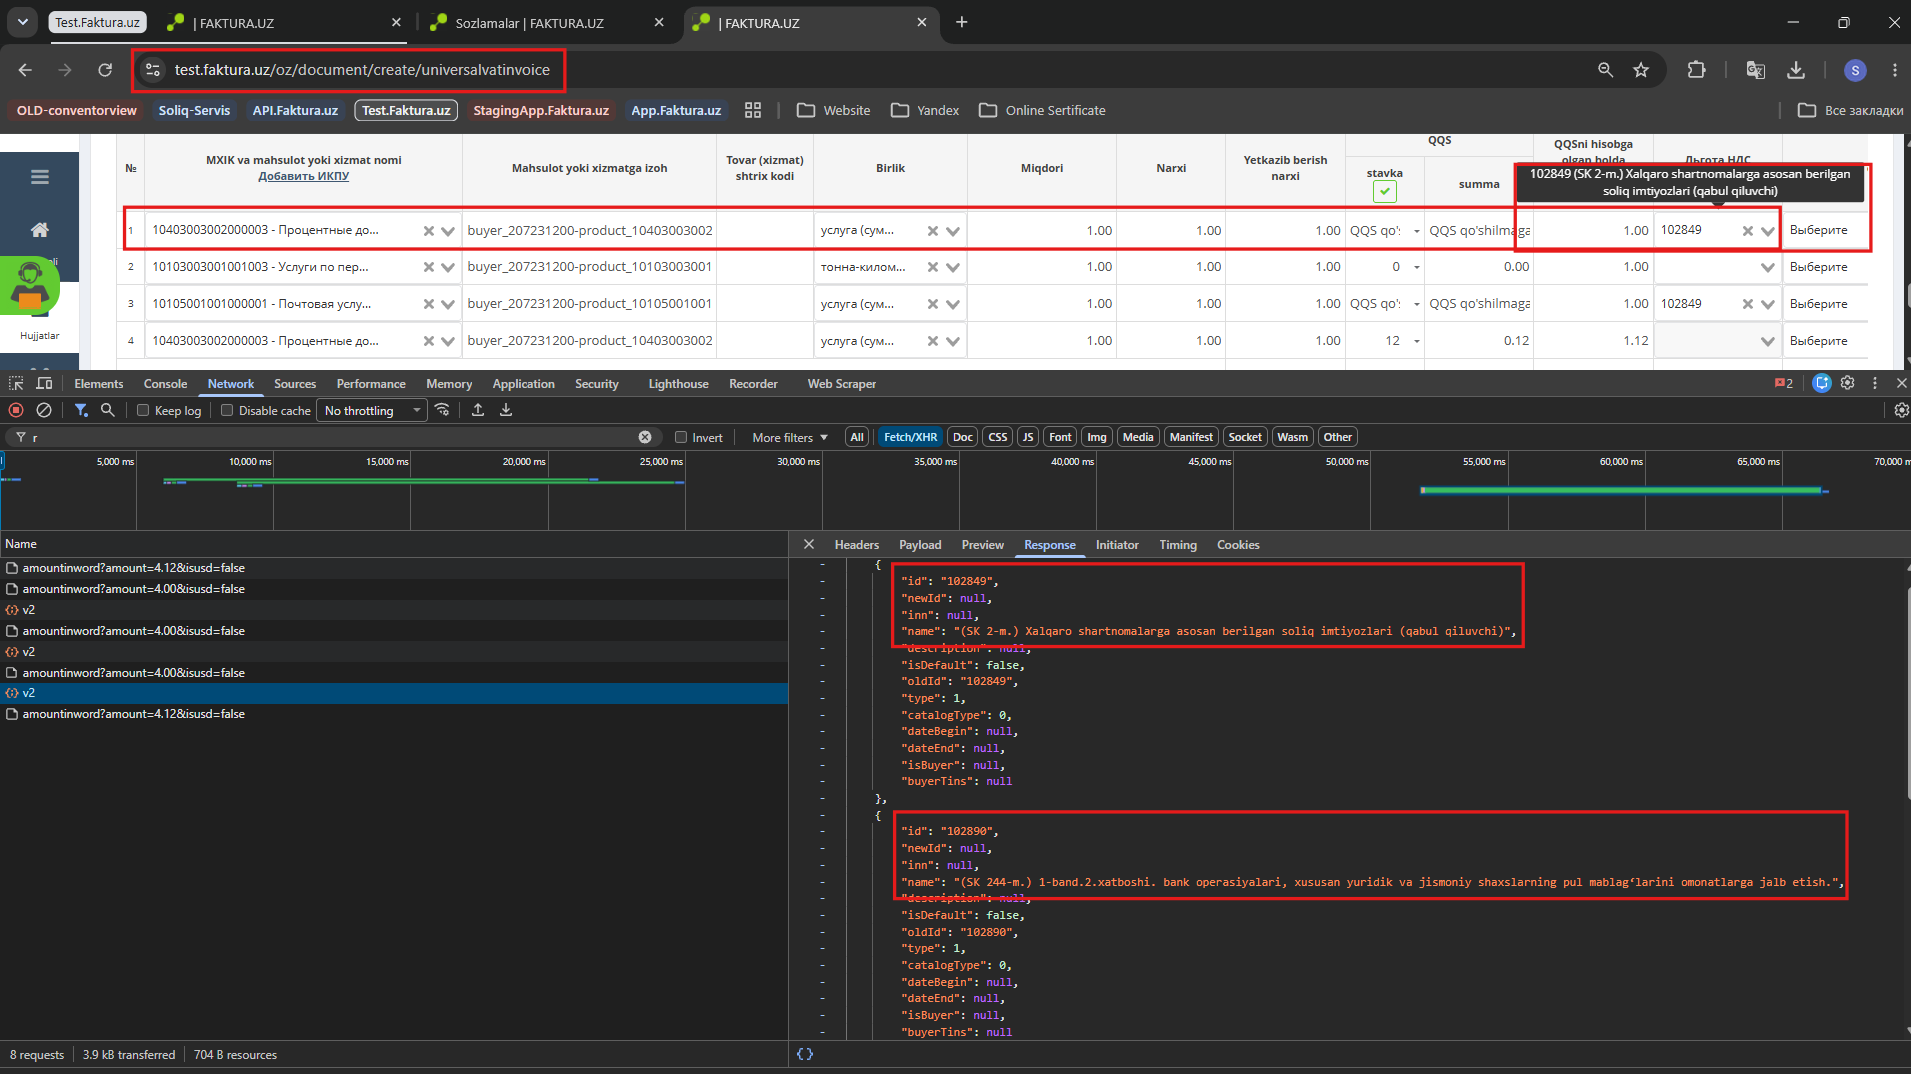 Test.Faktura.uz
| FAKTURA.UZ
Sozlamalar | FAKTURA.UZ
| FAKTURA.UZ
test.faktura.uz/oz/document/create/universalvatinvoice
S
OLD-conventorview
Soliq-Servis
API.Faktura.uz
Test.Faktura.uz
StagingApp.Faktura.uz
App.Faktura.uz
Website
Yandex
Online Sertificate
Все закладки
№
MXIK va mahsulot yoki xizmat nomi
Добавить ИКПУ
Mahsulot yoki xizmatga izoh
Tovar (xizmat)
shtrix kodi
Birlik
Miqdori
Narxi
Yetkazib berish
narxi
QQS
stavka
summa
QQSni hisobga
olgan holda
Льгота НДС
102849 (SK 2-m.) Xalqaro shartnomalarga asosan berilgan
soliq imtiyozlari (qabul qiluvchi)
1 10403003002000003 - Процентные до... buyer_207231200-product_10403003002 услуга (сум... 1.00 1.00 1.00 QQS qo': QQS qo'shilmaga 1.00 102849 Выберите
2 10103003001001003 - Услуги по пер... buyer_207231200-product_10103003001 тонна-килом... 1.00 1.00 1.00 0 0.00 1.00 Выберите
3 10105001001000001 - Почтовая услу... buyer_207231200-product_10105001001 услуга (сум... 1.00 1.00 1.00 QQS qo': QQS qo'shilmaga 1.00 102849 Выберите
4 10403003002000003 - Процентные до... buyer_207231200-product_10403003002 услуга (сум... 1.00 1.00 1.00 12 0.12 1.12 Выберите
Hujjatlar
Elements Console Network Sources Performance Memory Application Security Lighthouse Recorder Web Scraper 2
Keep log Disable cache No throttling
r Invert More filters All Fetch/XHR Doc CSS JS Font Img Media Manifest Socket Wasm Other
5,000 ms 10,000 ms 15,000 ms 20,000 ms 25,000 ms 30,000 ms 35,000 ms 40,000 ms 45,000 ms 50,000 ms 55,000 ms 60,000 ms 65,000 ms 70,000 m
Name
amountinword?amount=4.12&isusd=false
amountinword?amount=4.00&isusd=false
v2
amountinword?amount=4.00&isusd=false
v2
amountinword?amount=4.00&isusd=false
v2
amountinword?amount=4.12&isusd=false
Headers Payload Preview Response Initiator Timing Cookies
{
"id": "102849",
"newId": null,
"inn": null,
"name": "(SK 2-m.) Xalqaro shartnomalarga asosan berilgan soliq imtiyozlari (qabul qiluvchi)",
"description": null,
"isDefault": false,
"oldId": "102849",
"type": 1,
"catalogType": 0,
"dateBegin": null,
"dateEnd": null,
"isBuyer": null,
"buyerTins": null
},
{
"id": "102890",
"newId": null,
"inn": null,
"name": "(SK 244-m.) 1-band.2.xatboshi. bank operasiyalari, xususan yuridik va jismoniy shaxslarning pul mablag‘larini omonatlarga jalb etish.",
"description": null,
"isDefault": false,
"oldId": "102890",
"type": 1,
"catalogType": 0,
"dateBegin": null,
"dateEnd": null,
"isBuyer": null,
"buyerTins": null
8 requests 3.9 kB transferred 704 B resources
{}